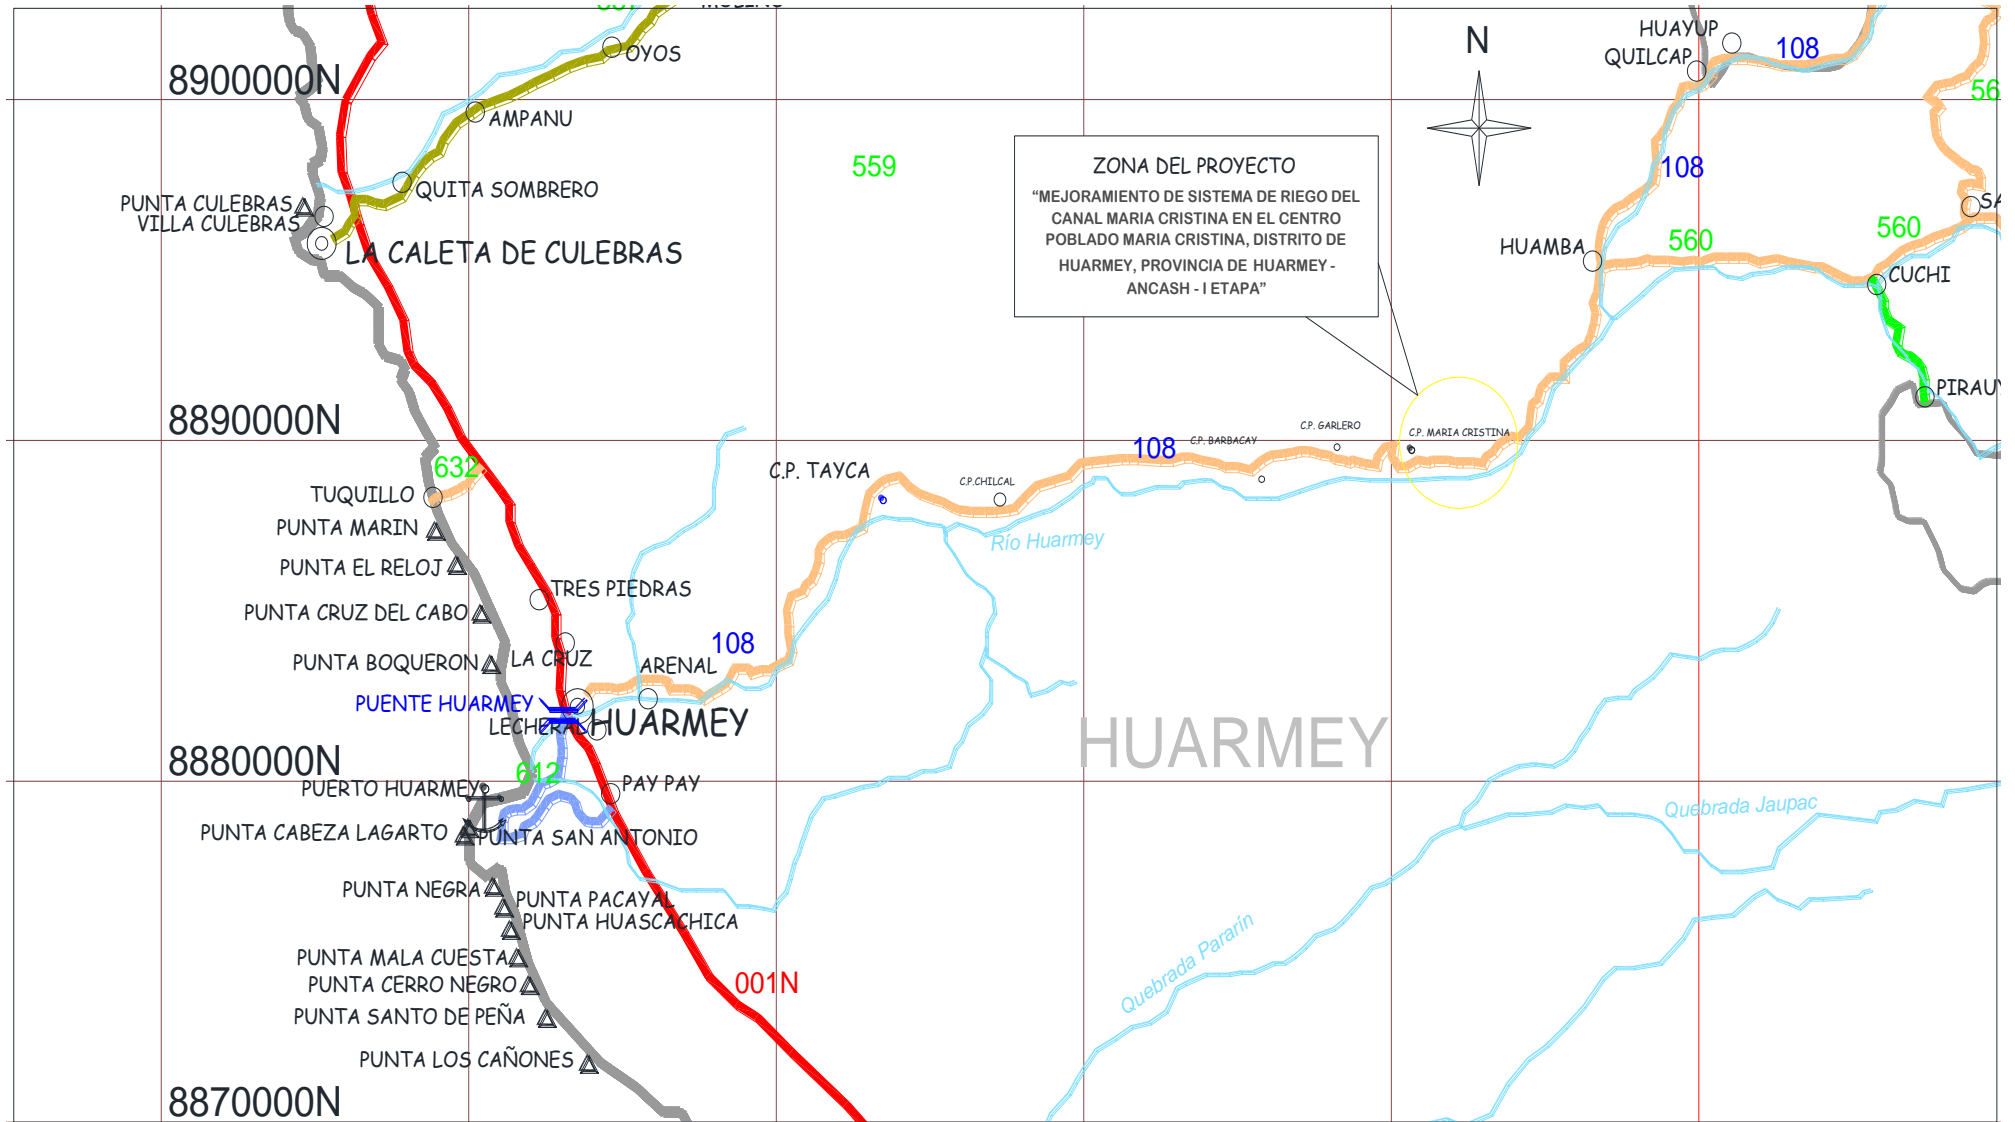 OYOS
HUAYUP
108
QUILCAP
N
8900000N
AMPANU
559
108
ZONA DEL PROYECTO
“MEJORAMIENTO DE SISTEMA DE RIEGO DEL
CANAL MARIA CRISTINA EN EL CENTRO
POBLADO MARIA CRISTINA, DISTRITO DE
HUARMEY, PROVINCIA DE HUARMEY -
ANCASH - I ETAPA”
QUITA SOMBRERO
PUNTA CULEBRAS
VILLA CULEBRAS
LA CALETA DE CULEBRAS
HUAMBA
560
560
CUCHI
8890000N
C.P. GARLERO
C.P. MARIA CRISTINA
C.P. BARBACAY
108
C.P. TAYCA
C.P.CHILCAL
632
TUQUILLO
PUNTA MARIN
Río Huarmey
PUNTA EL RELOJ
TRES PIEDRAS
PUNTA CRUZ DEL CABO
108
LA CRUZ
PUNTA BOQUERON
ARENAL
PUENTE HUARMEY
LECHERAL
HUARMEY
HUARMEY
8880000N
612
PAY PAY
PUERTO HUARMEY
Quebrada Jaupac
PUNTA CABEZA LAGARTO
PUNTA SAN ANTONIO
PUNTA NEGRA
PUNTA PACAYAL
PUNTA HUASCACHICA
PUNTA MALA CUESTA
Quebrada Pararín
PUNTA CERRO NEGRO
001N
PUNTA SANTO DE PEÑA
PUNTA LOS CAÑONES
8870000N